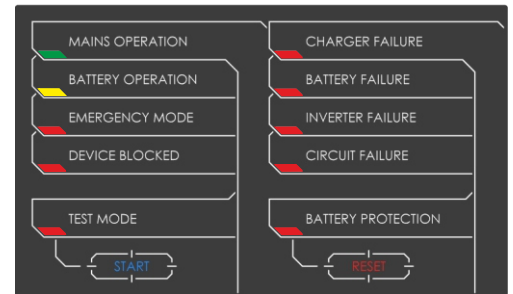 MAINS OPERATION
BATTERY OPERATION
EMERGENCY MODE
DEVICE BLOCKED
TEST MODE
START
CHARGER FAILURE
BATTERY FAILURE
INVERTER FAILURE
CIRCUIT FAILURE
BATTERY PROTECTION
RESET